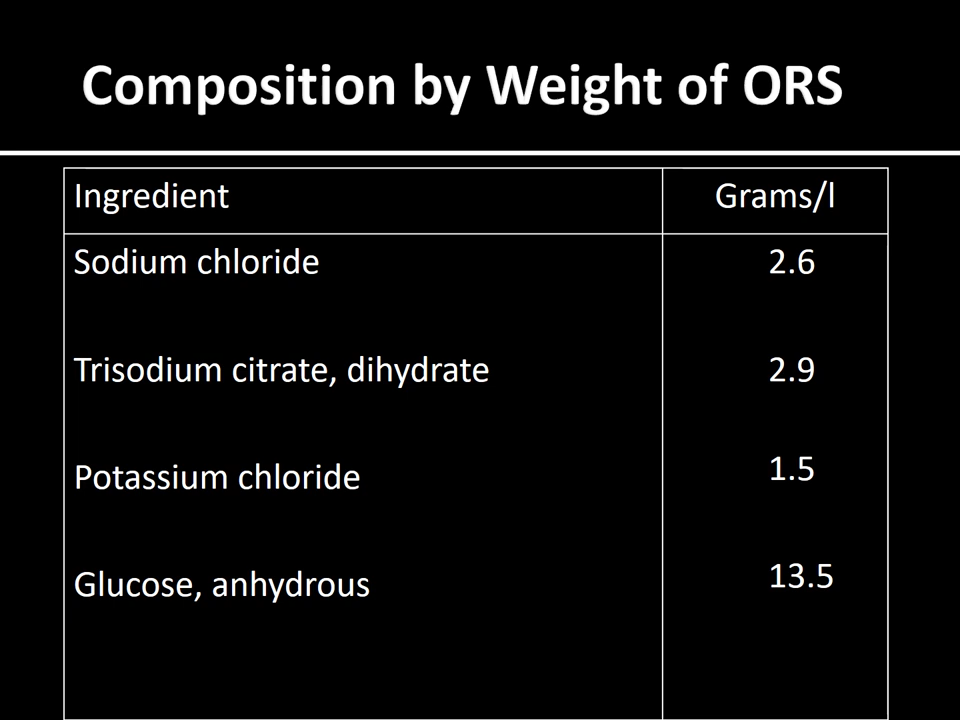 Composition by Weight of ORS
Ingredient Grams/l
Sodium chloride 2.6
Trisodium citrate, dihydrate 2.9
Potassium chloride 1.5
Glucose, anhydrous 13.5